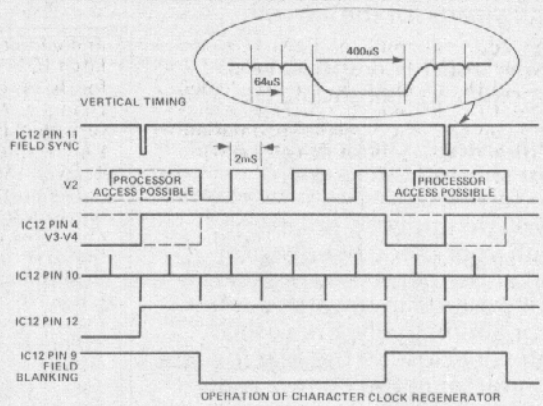 400uS
64uS
VERTICAL TIMING
IC12 PIN 11
FIELD SYNC
2mS
V2
PROCESSOR
ACCESS POSSIBLE
PROCESSOR
ACCESS POSSIBLE
IC12 PIN 4
V3-V4
IC12 PIN 10
IC12 PIN 12
IC12 PIN 9
FIELD
BLANKING
OPERATION OF CHARACTER CLOCK REGENERATOR